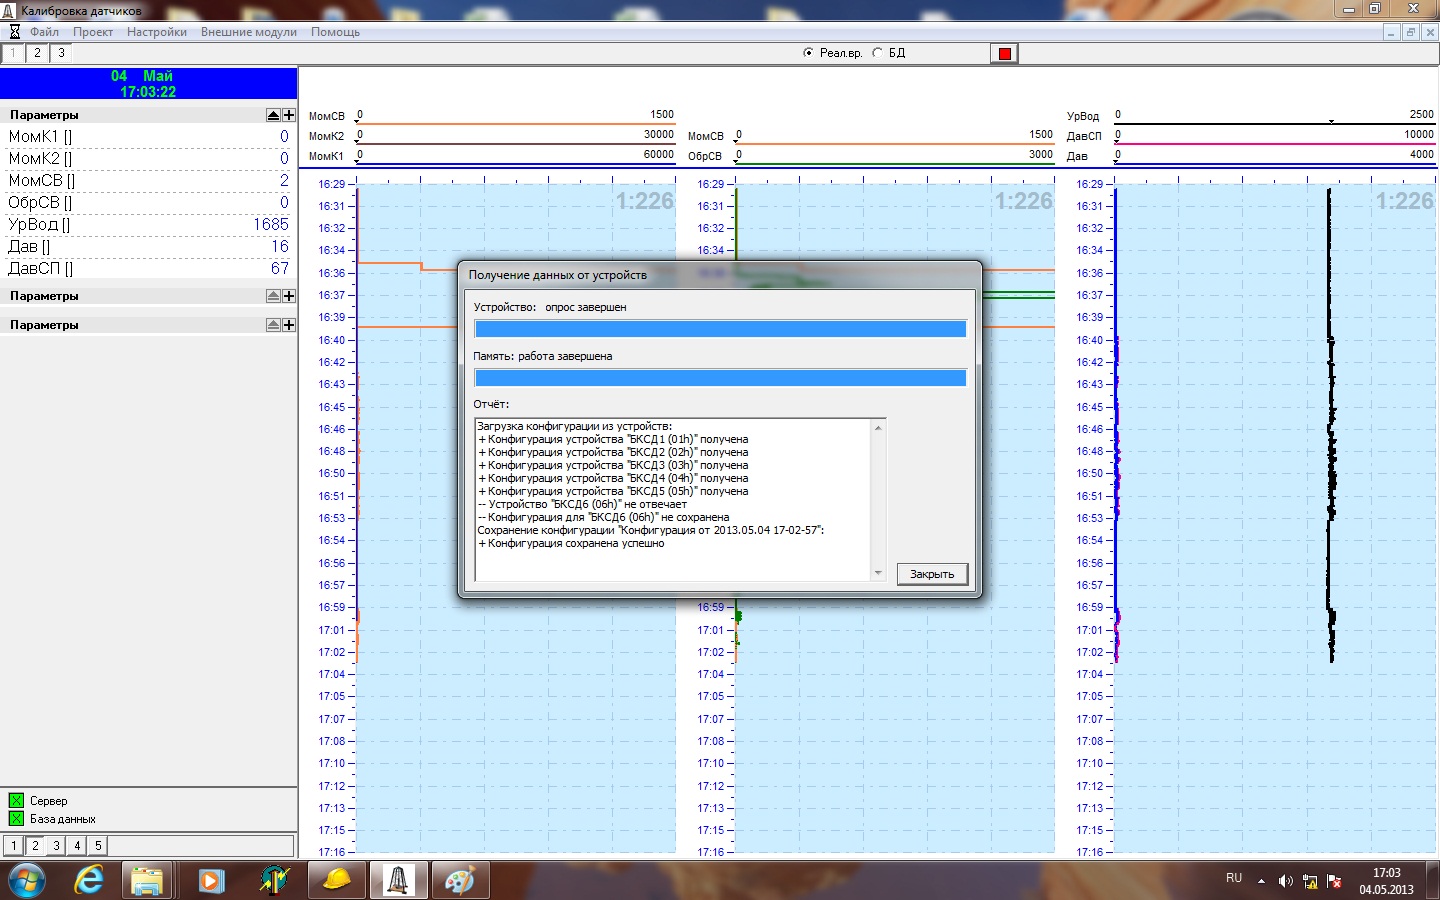 Калибровка датчиков
Файл Проект Настройки Внешние модули Помощь
1 2 3
Реал.вр. БД
04 Май
17:03:22
Параметры
МомК1 [] 0
МомК2 [] 0
МомСВ [] 2
ОбрСВ [] 0
УрВод [] 1685
Дав [] 16
ДавСП [] 67
Параметры
Параметры
Сервер
База данных
1 2 3 4 5
МомСВ 0 1500
МомК2 0 30000
МомК1 0 60000
16:29
16:31
16:32
16:34
16:36
16:37
16:39
16:40
16:42
16:43
16:45
16:46
16:48
16:50
16:51
16:53
16:54
16:56
16:57
16:59
17:01
17:02
17:04
17:05
17:07
17:08
17:10
17:12
17:13
17:15
17:16
1:226
МомСВ 0 1500
ОбрСВ 0 3000
16:29
16:31
16:32
16:34
16:59
17:01
17:02
17:04
17:05
17:07
17:08
17:10
17:12
17:13
17:15
17:16
1:226
УрВод 0 2500
ДавСП 0 10000
Дав 0 4000
16:29
16:31
16:32
16:34
16:36
16:37
16:39
16:40
16:42
16:43
16:45
16:46
16:48
16:50
16:51
16:53
16:54
16:56
16:57
16:59
17:01
17:02
17:04
17:05
17:07
17:08
17:10
17:12
17:13
17:15
17:16
1:226
Получение данных от устройств
Устройство: опрос завершен
Память: работа завершена
Отчёт:
Загрузка конфигурации из устройств:
+ Конфигурация устройства "БКСД1 (01h)" получена
+ Конфигурация устройства "БКСД2 (02h)" получена
+ Конфигурация устройства "БКСД3 (03h)" получена
+ Конфигурация устройства "БКСД4 (04h)" получена
+ Конфигурация устройства "БКСД5 (05h)" получена
-- Устройство "БКСД6 (06h)" не отвечает
-- Конфигурация для "БКСД6 (06h)" не сохранена
Сохранение конфигурации "Конфигурация от 2013.05.04 17-02-57":
+ Конфигурация сохранена успешно
Закрыть
RU
17:03
04.05.2013